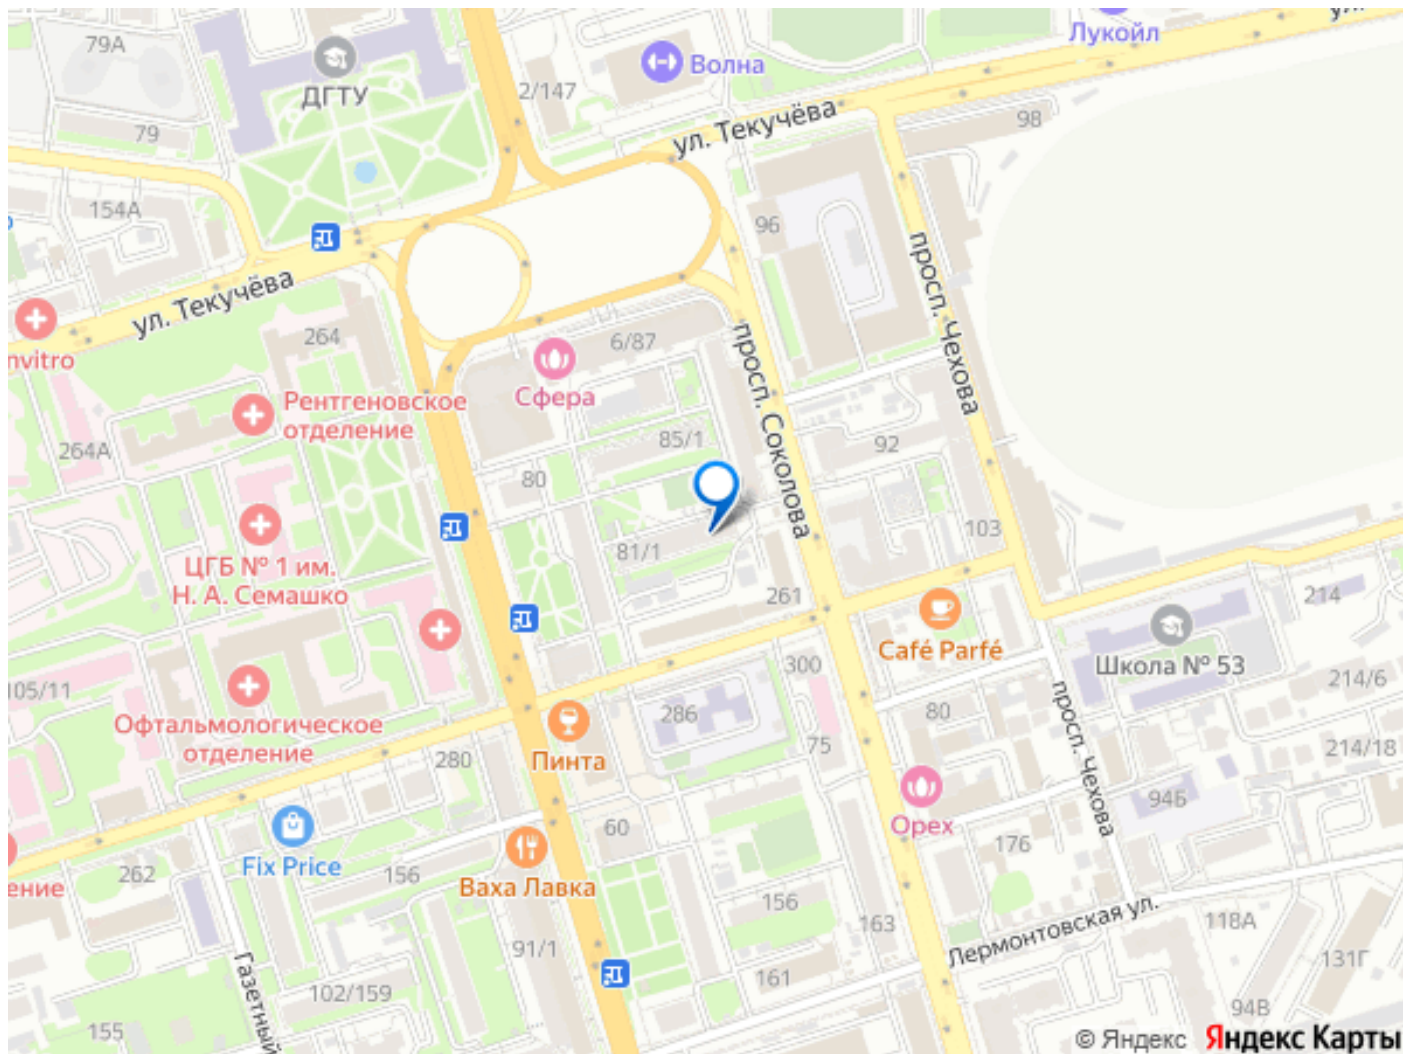 79А
ДГТУ
2/147
Волна
Лукойл
79
ул. Текучёва
98
154А
96
ул. Текучёва
просп. Чехова
nvitro
264
6/87
просп. Соколова
Сфера
Рентгеновское
отделение
264А
85/1
92
80
103
81/1
ЦГБ № 1 им.
Н. А. Семашко
261
214
Café Parfé
Школа № 53
105/11
300
214/6
286
80
просп. Чехова
Офтальмологическое
отделение
280
Пинта
75
214/18
94Б
Орех
60
176
Fix Price
262
156
Ваха Лавка
ение
156
163
Лермонтовская ул.
118А
91/1
131Г
Газетный
102/159
161
94В
155
© Яндекс Яндекс Карты